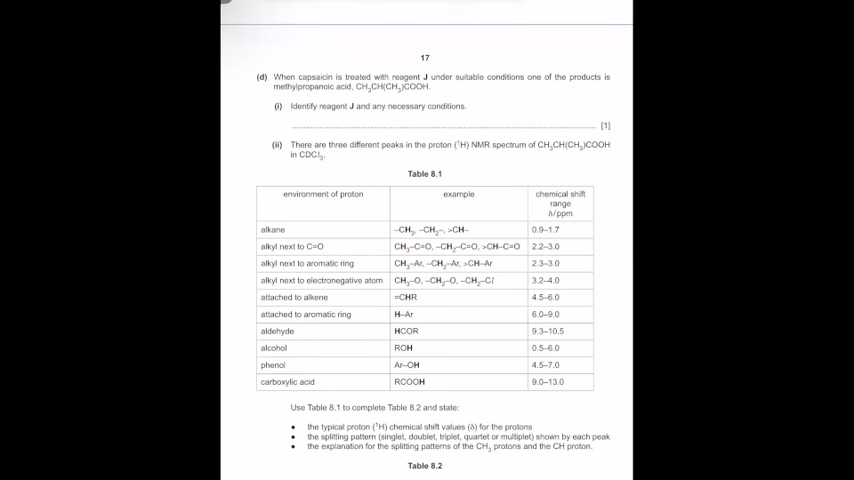 17
(d) When capsaicin is treated with reagent J under suitable conditions one of the products is
methylpropanoic acid, CH₃CH(CH₃)COOH.
(i) Identify reagent J and any necessary conditions.
[1]
(ii) There are three different peaks in the proton (¹H) NMR spectrum of CH₃CH(CH₃)COOH
in CDCl₃.
Table 8.1
environment of proton example chemical shift
range
δ/ppm
alkane –CH₃, –CH₂–, >CH– 0.9–1.7
alkyl next to C=O CH₃–C=O, –CH₂–C=O, >CH–C=O 2.2–3.0
alkyl next to aromatic ring CH₃–Ar, –CH₂–Ar, >CH–Ar 2.3–3.0
alkyl next to electronegative atom CH₃–O, –CH₂–O, –CH₂–Cl 3.2–4.0
attached to alkene =CHR 4.5–6.0
attached to aromatic ring H–Ar 6.0–9.0
aldehyde HCOR 9.3–10.5
alcohol ROH 0.5–6.0
phenol Ar–OH 4.5–7.0
carboxylic acid RCOOH 9.0–13.0
Use Table 8.1 to complete Table 8.2 and state:
• the typical proton (¹H) chemical shift values (δ) for the protons
• the splitting pattern (singlet, doublet, triplet, quartet or multiplet) shown by each peak
• the explanation for the splitting patterns of the CH₃ protons and the CH proton.
Table 8.2